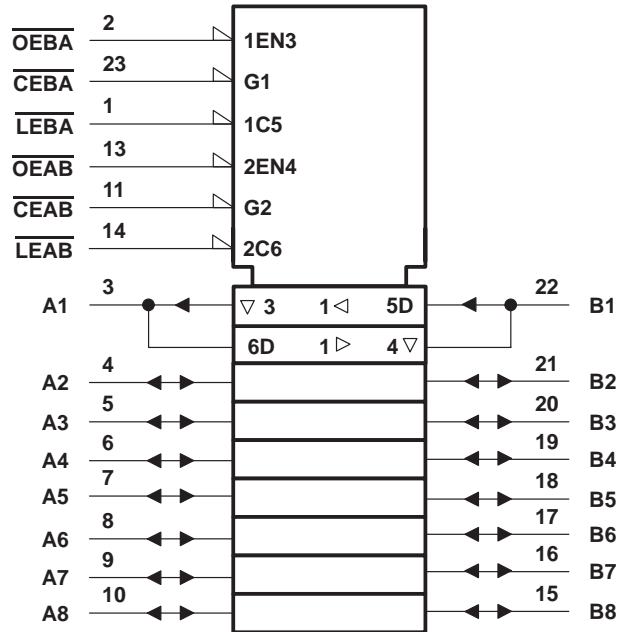 OEBA 2 1EN3
CEBA 23 G1
LEBA 1 1C5
OEAB 13 2EN4
CEAB 11 G2
LEAB 14 2C6
A1 3 ▽ 3 1 ◁ 5D 22 B1
6D 1 ▷ 4 ▽
A2 4 21 B2
A3 5 20 B3
A4 6 19 B4
A5 7 18 B5
A6 8 17 B6
A7 9 16 B7
A8 10 15 B8